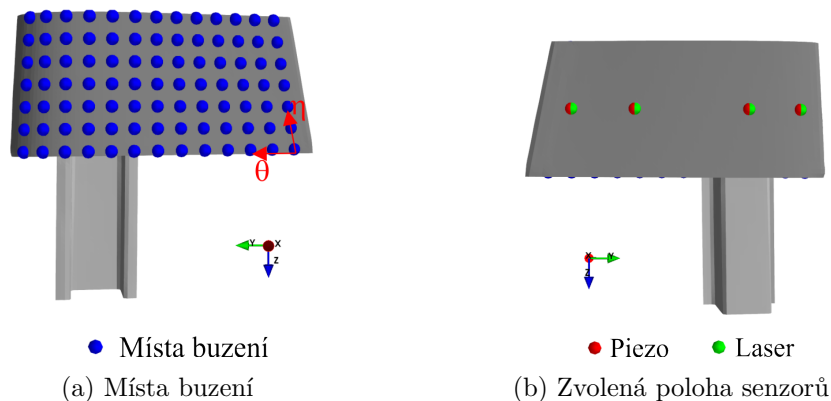 η
θ
Y X
Z
X Y
Z
Místa buzení
Piezo Laser
(a) Místa buzení
(b) Zvolená poloha senzorů